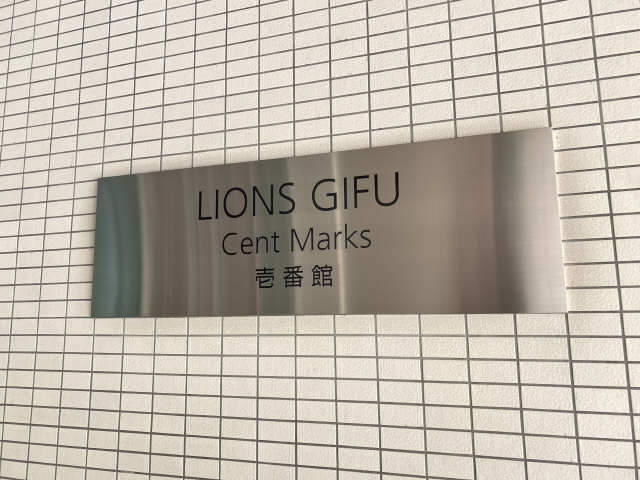 LIONS GIFU
Cent Marks
壱番館